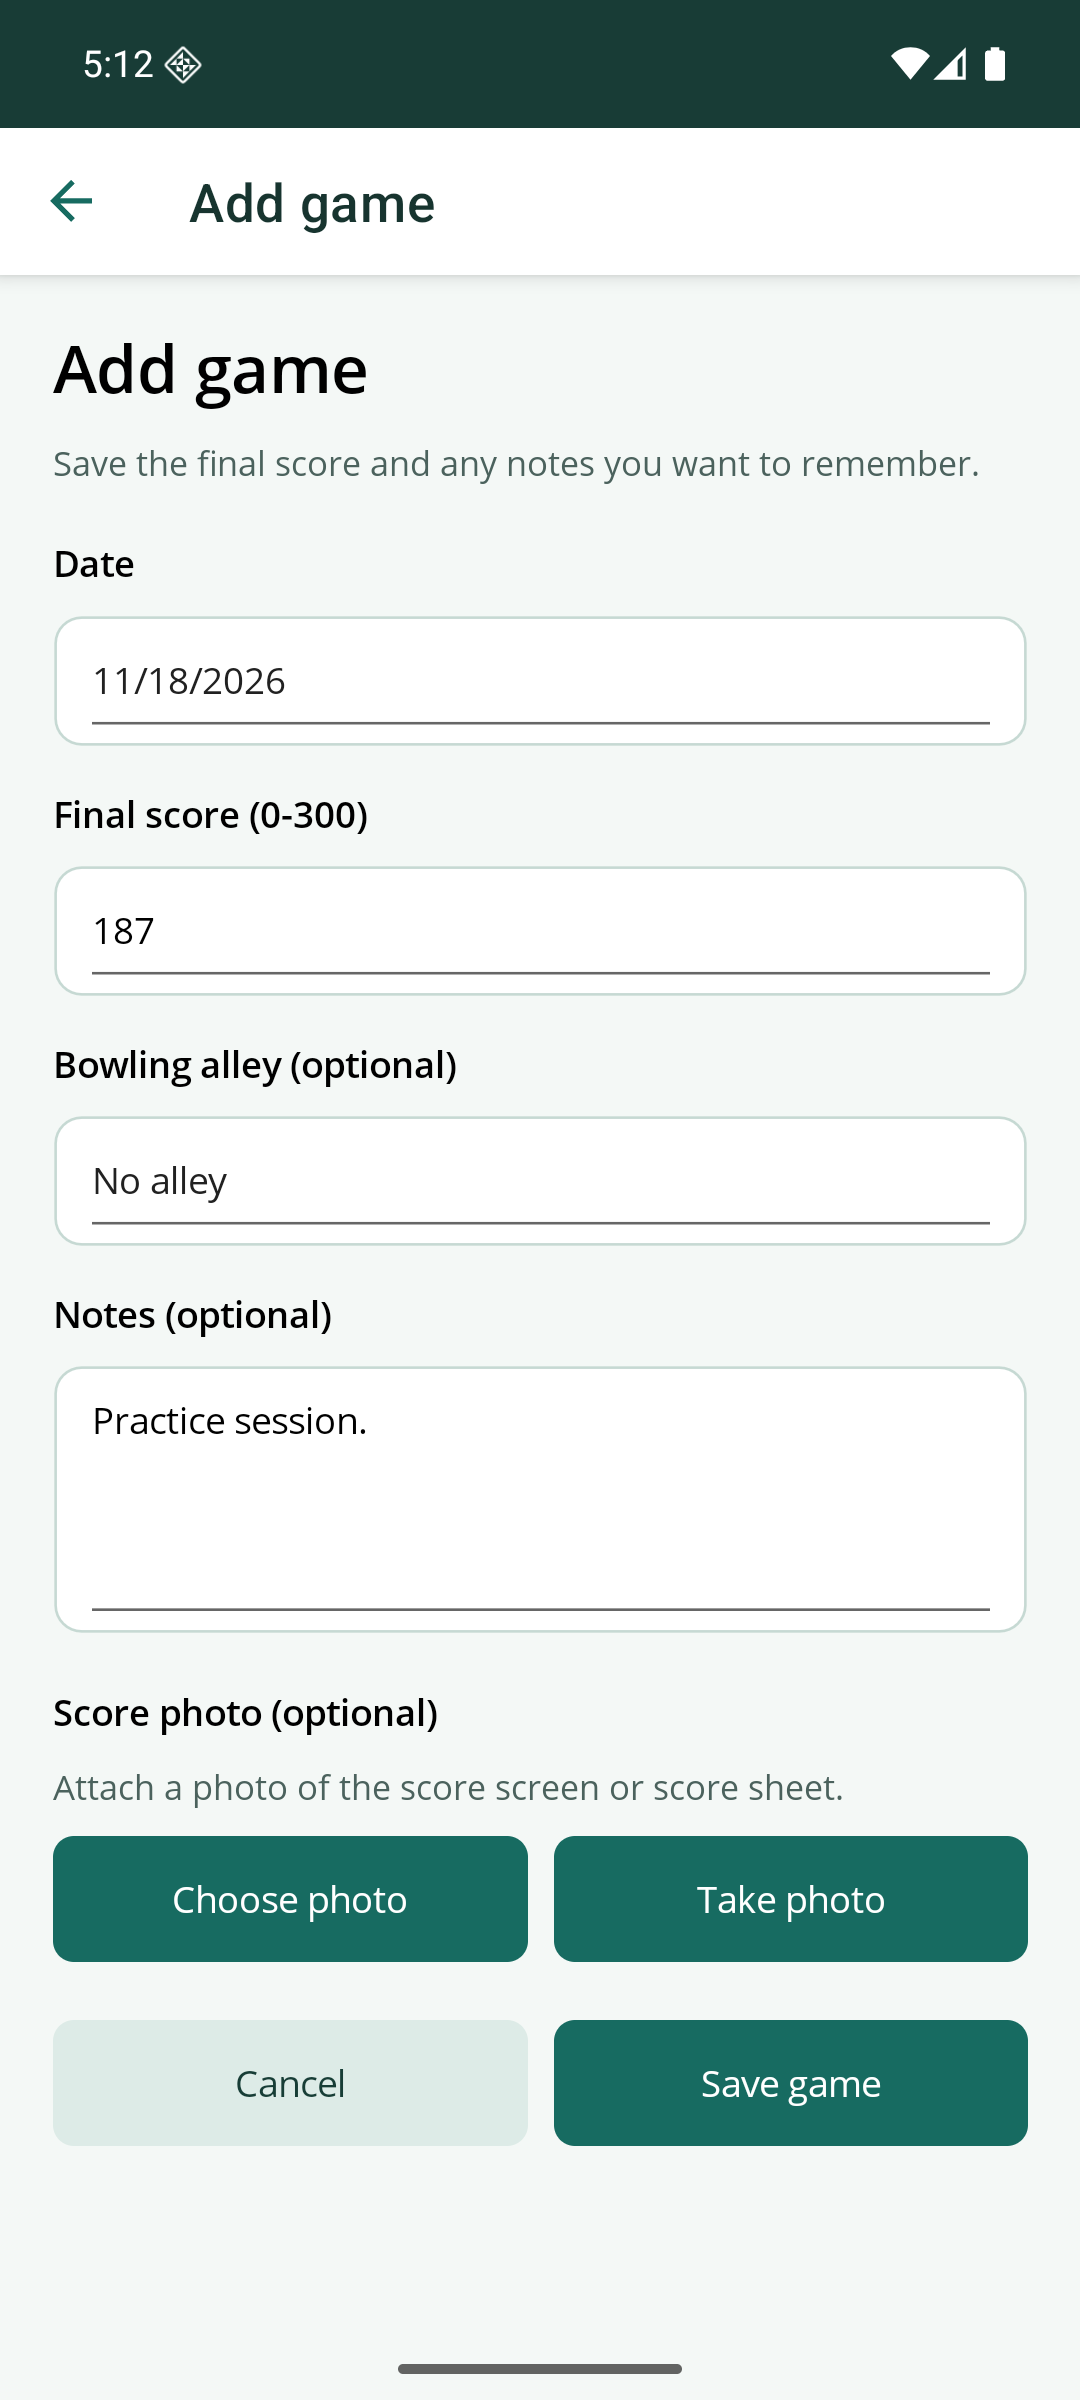 5:12
Add game
Add game
Save the final score and any notes you want to remember.
Date
11/18/2026
Final score (0-300)
187
Bowling alley (optional)
No alley
Notes (optional)
Practice session.
Score photo (optional)
Attach a photo of the score screen or score sheet.
Choose photo
Take photo
Cancel
Save game